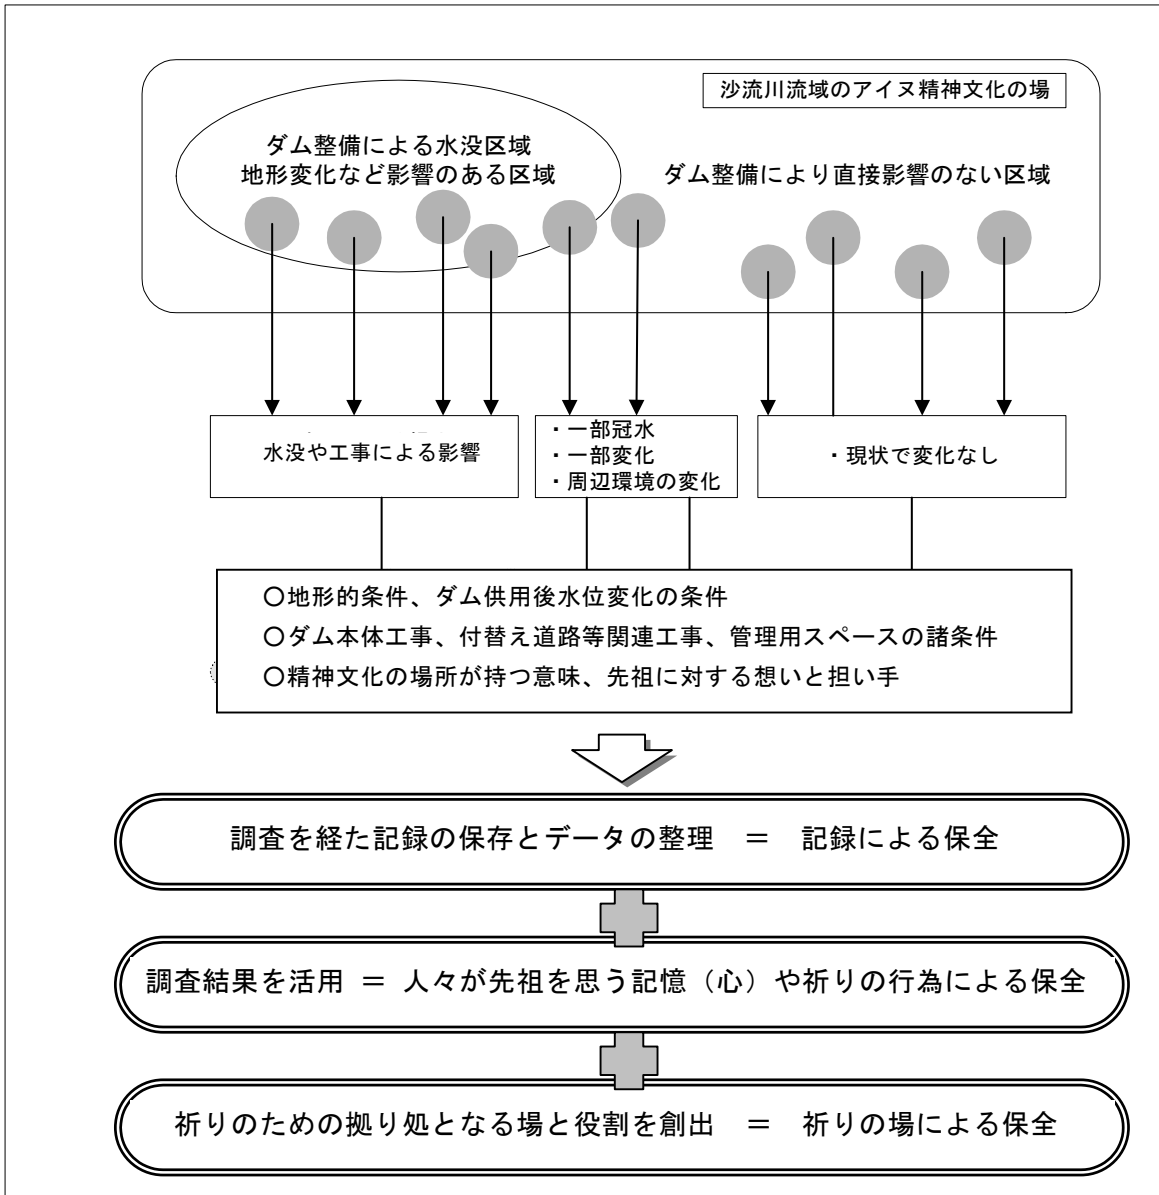 沙流川流域のアイヌ精神文化の場
ダム整備による水没区域
地形変化など影響のある区域
ダム整備により直接影響のない区域
水没や工事による影響
・一部冠水
・一部変化
・周辺環境の変化
・現状で変化なし
○地形的条件、ダム供用後水位変化の条件
○ダム本体工事、付替え道路等関連工事、管理用スペースの諸条件
○精神文化の場所が持つ意味、先祖に対する想いと担い手
調査を経た記録の保存とデータの整理　＝　記録による保全
調査結果を活用 ＝ 人々が先祖を思う記憶（心）や祈りの行為による保全
祈りのための拠り処となる場と役割を創出　＝　祈りの場による保全